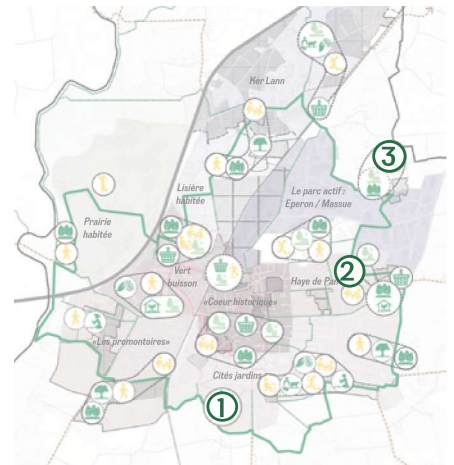 Ker Lann
3
Lisière
habitée
Le parc actif :
Eperon / Massue
Prairie
habitée
Vert
buisson
2
Haye de
«Coeur historique»
«Les promontoires»
Cités jardins
1